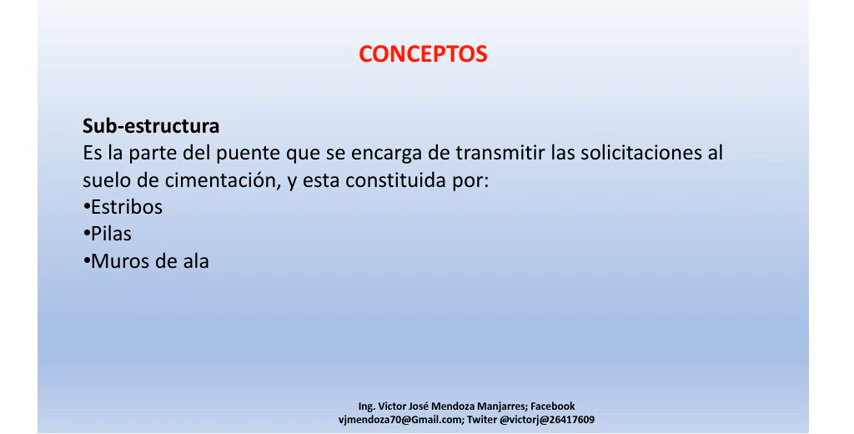 CONCEPTOS
Sub-estructura
Es la parte del puente que se encarga de transmitir las solicitaciones al
suelo de cimentación, y esta constituida por:
•Estribos
•Pilas
•Muros de ala
Ing. Victor José Mendoza Manjarres; Facebook
vjmendoza70@Gmail.com; Twiter @victorj@26417609